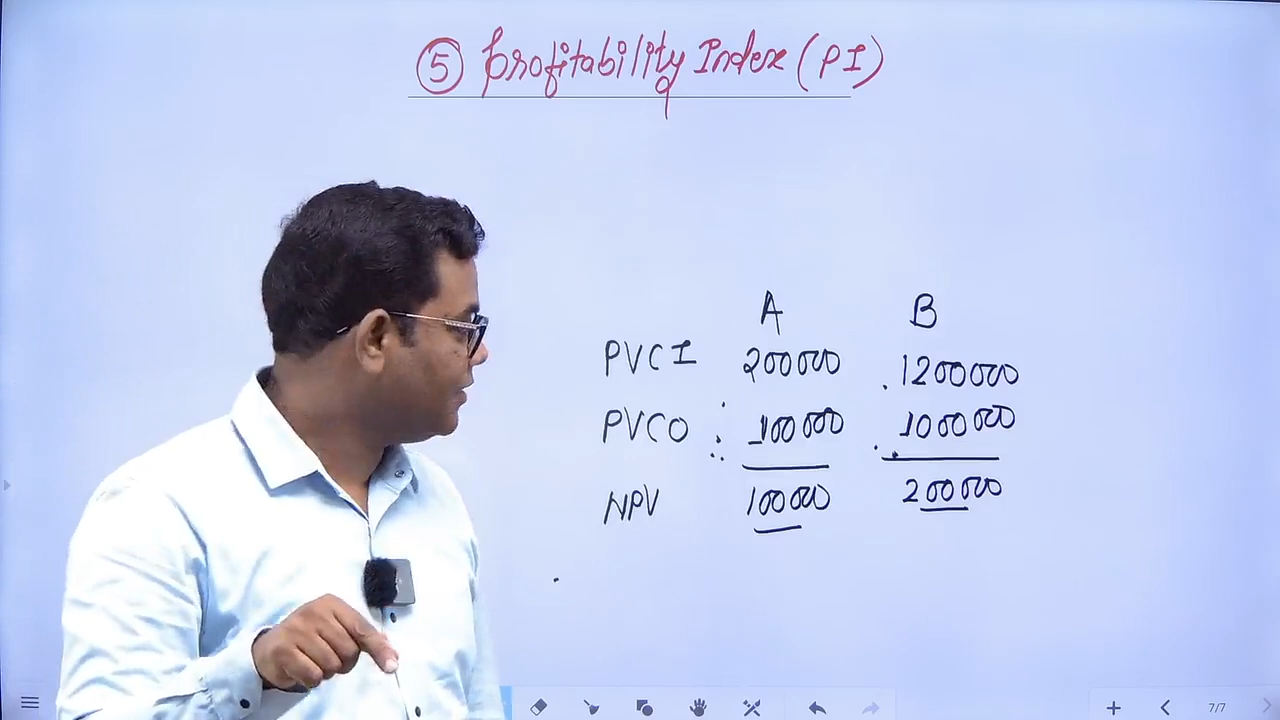 ⑤ Profitability Index (PI)
A B
PVCI 200000 1200000
PVCO 100000 1000000
NPV 100000 200000
7/7